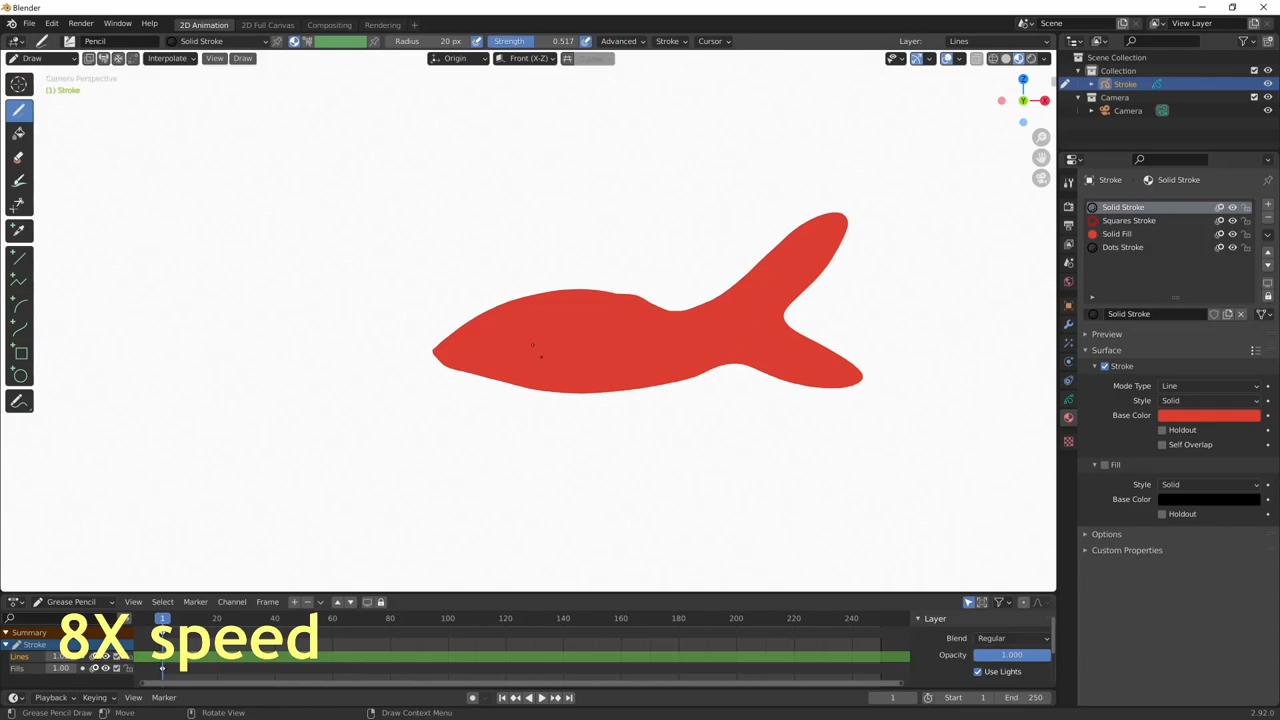 Blender
File Edit Render Window Help 2D Animation 2D Full Canvas Compositing Rendering + Scene View Layer
Pencil Solid Stroke Radius 20 px Strength 0.517 Advanced Stroke Cursor Layer: Lines
Draw Interpolate View Draw Origin Front (X-Z)
Camera Perspective
(1) Stroke
Z
Y
X
Scene Collection
Collection
Stroke
Camera
Camera
Stroke Solid Stroke
Solid Stroke
Squares Stroke
Solid Fill
Dots Stroke
Solid Stroke
Preview
Surface
Stroke
Mode Type Line
Style Solid
Base Color
Holdout
Self Overlap
Fill
Style Solid
Base Color
Holdout
Options
Custom Properties
Grease Pencil View Select Marker Channel Frame
1 20 40 60 80 100 120 140 160 180 200 220 240
Summary
Stroke
Lines 1.00
Fills 1.00
8X speed
Layer
Blend Regular
Opacity 1.000
Use Lights
Playback Keying View Marker 1 Start 1 End 250
Grease Pencil Draw Move Rotate View Draw Context Menu 2.92.0